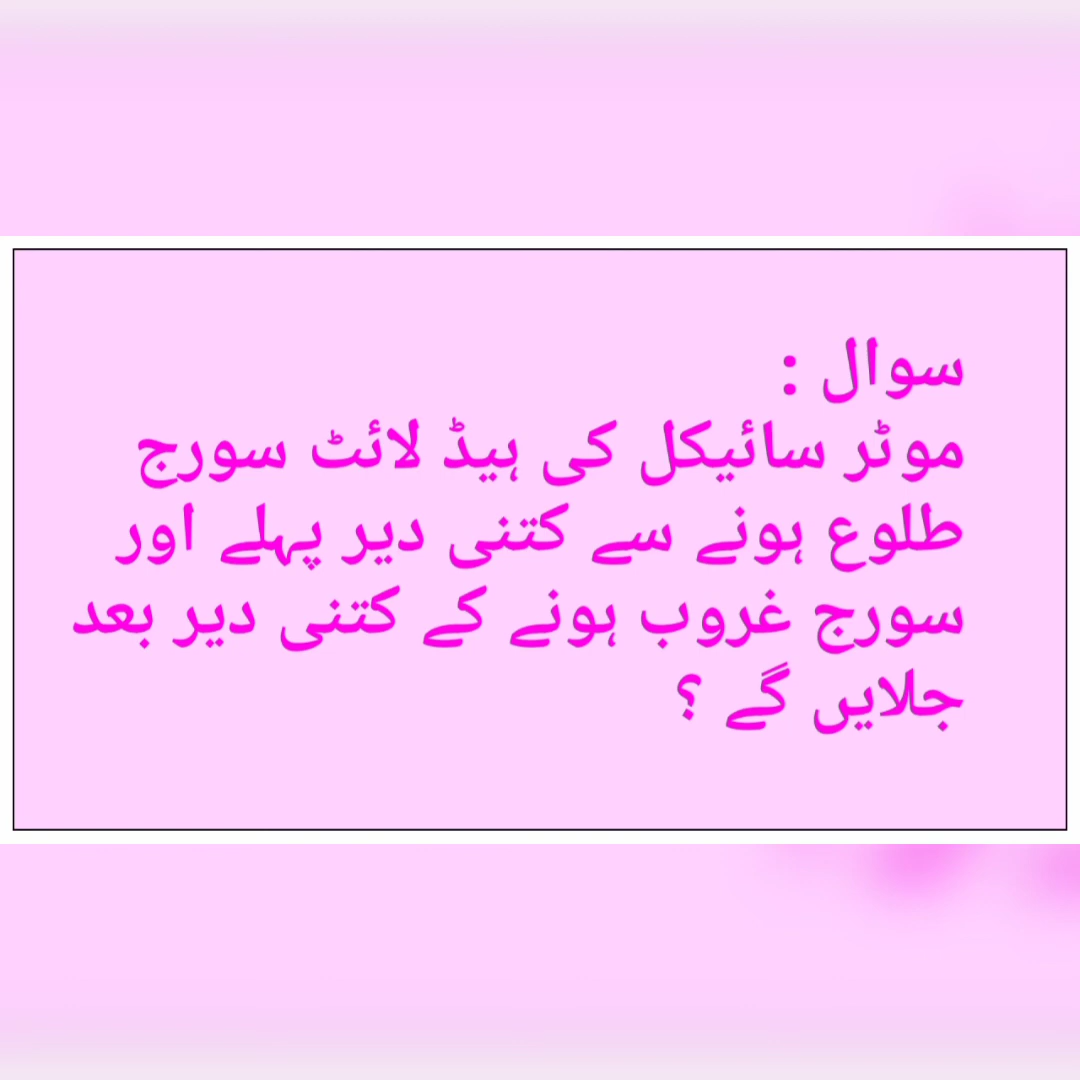 سوال :
موٹر سائیکل کی ہیڈ لائٹ سورج
طلوع ہونے سے کتنی دیر پہلے اور
سورج غروب ہونے کے کتنی دیر بعد
جلایں گے ؟